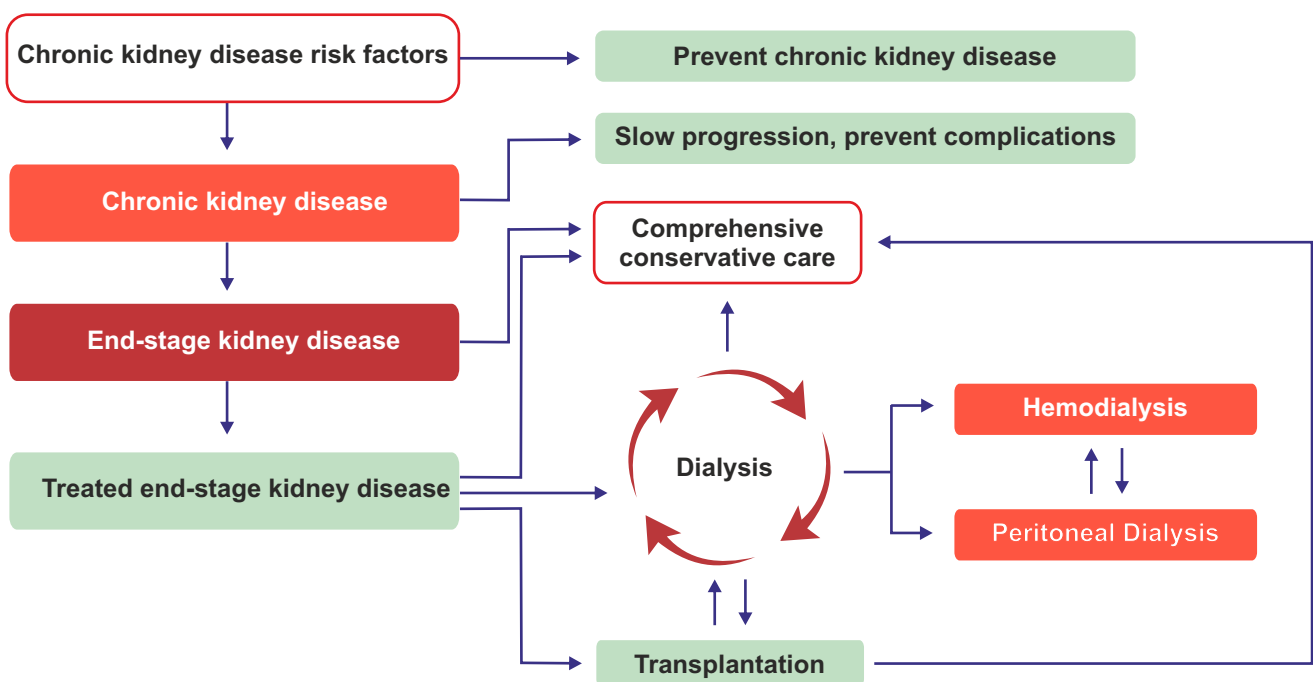 Chronic kidney disease risk factors
Prevent chronic kidney disease
Slow progression, prevent complications
Chronic kidney disease
Comprehensive
conservative care
End-stage kidney disease
Hemodialysis
Dialysis
Treated end-stage kidney disease
Peritoneal Dialysis
Transplantation